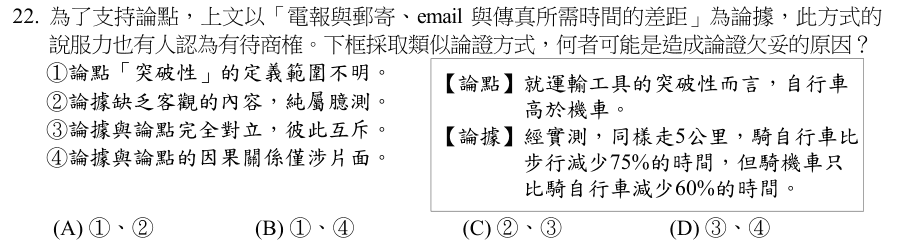 22. 為了支持論點，上文以「電報與郵寄、email 與傳真所需時間的差距」為論據，此方式的
說服力也有人認為有待商榷。下框採取類似論證方式，何者可能是造成論證欠妥的原因？
①論點「突破性」的定義範圍不明。
②論據缺乏客觀的內容，純屬臆測。
③論據與論點完全對立，彼此互斥。
④論據與論點的因果關係僅涉片面。
【論點】就運輸工具的突破性而言，自行車
高於機車。
【論據】經實測，同樣走5公里，騎自行車比
步行減少75%的時間，但騎機車只
比騎自行車減少60%的時間。
(A) ①、② (B) ①、④ (C) ②、③ (D) ③、④